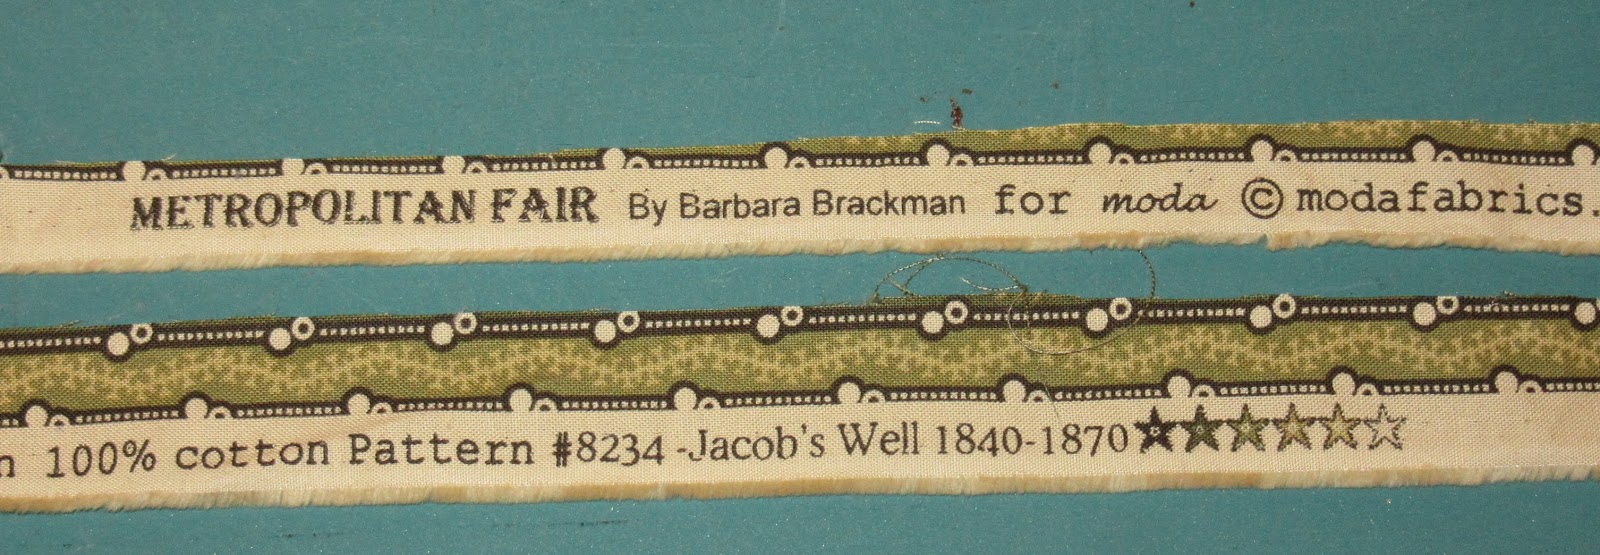 METROPOLITAN FAIR By Barbara Brackman for moda © modafabrics.
n 100% cotton Pattern #8234 -Jacob's Well 1840-1870